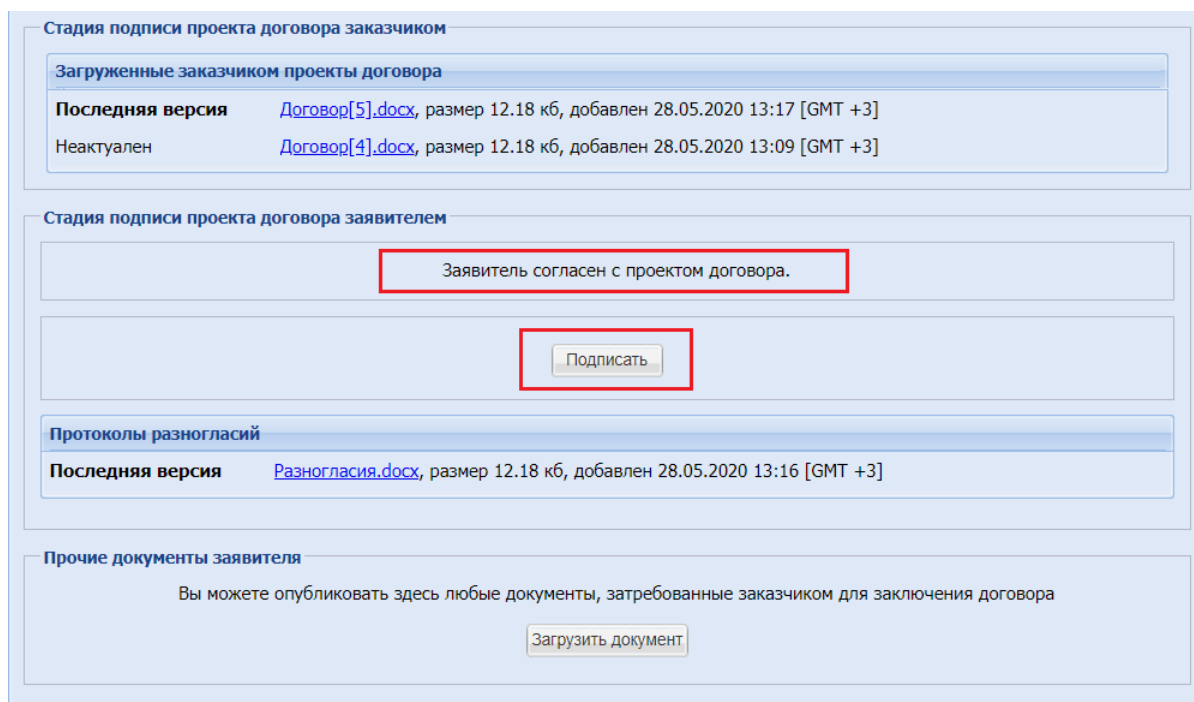 Стадия подписи проекта договора заказчиком
Загруженные заказчиком проекты договора
Последняя версия Договор[5].docx, размер 12.18 кб, добавлен 28.05.2020 13:17 [GMT +3]
Неактуален Договор[4].docx, размер 12.18 кб, добавлен 28.05.2020 13:09 [GMT +3]
Стадия подписи проекта договора заявителем
Заявитель согласен с проектом договора.
Подписать
Протоколы разногласий
Последняя версия Разногласия.docx, размер 12.18 кб, добавлен 28.05.2020 13:16 [GMT +3]
Прочие документы заявителя
Вы можете опубликовать здесь любые документы, затребованные заказчиком для заключения договора
Загрузить документ